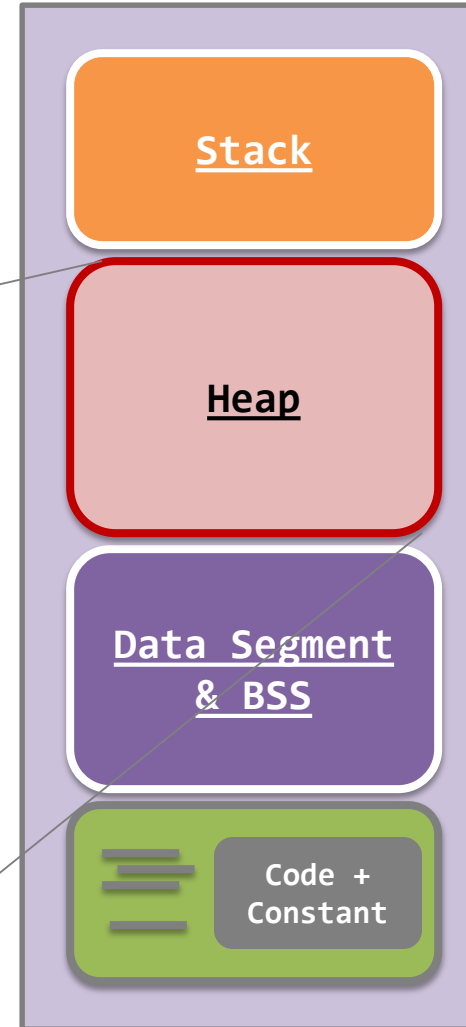 Stack
Heap
Data Segment
& BSS
Code +
Constant